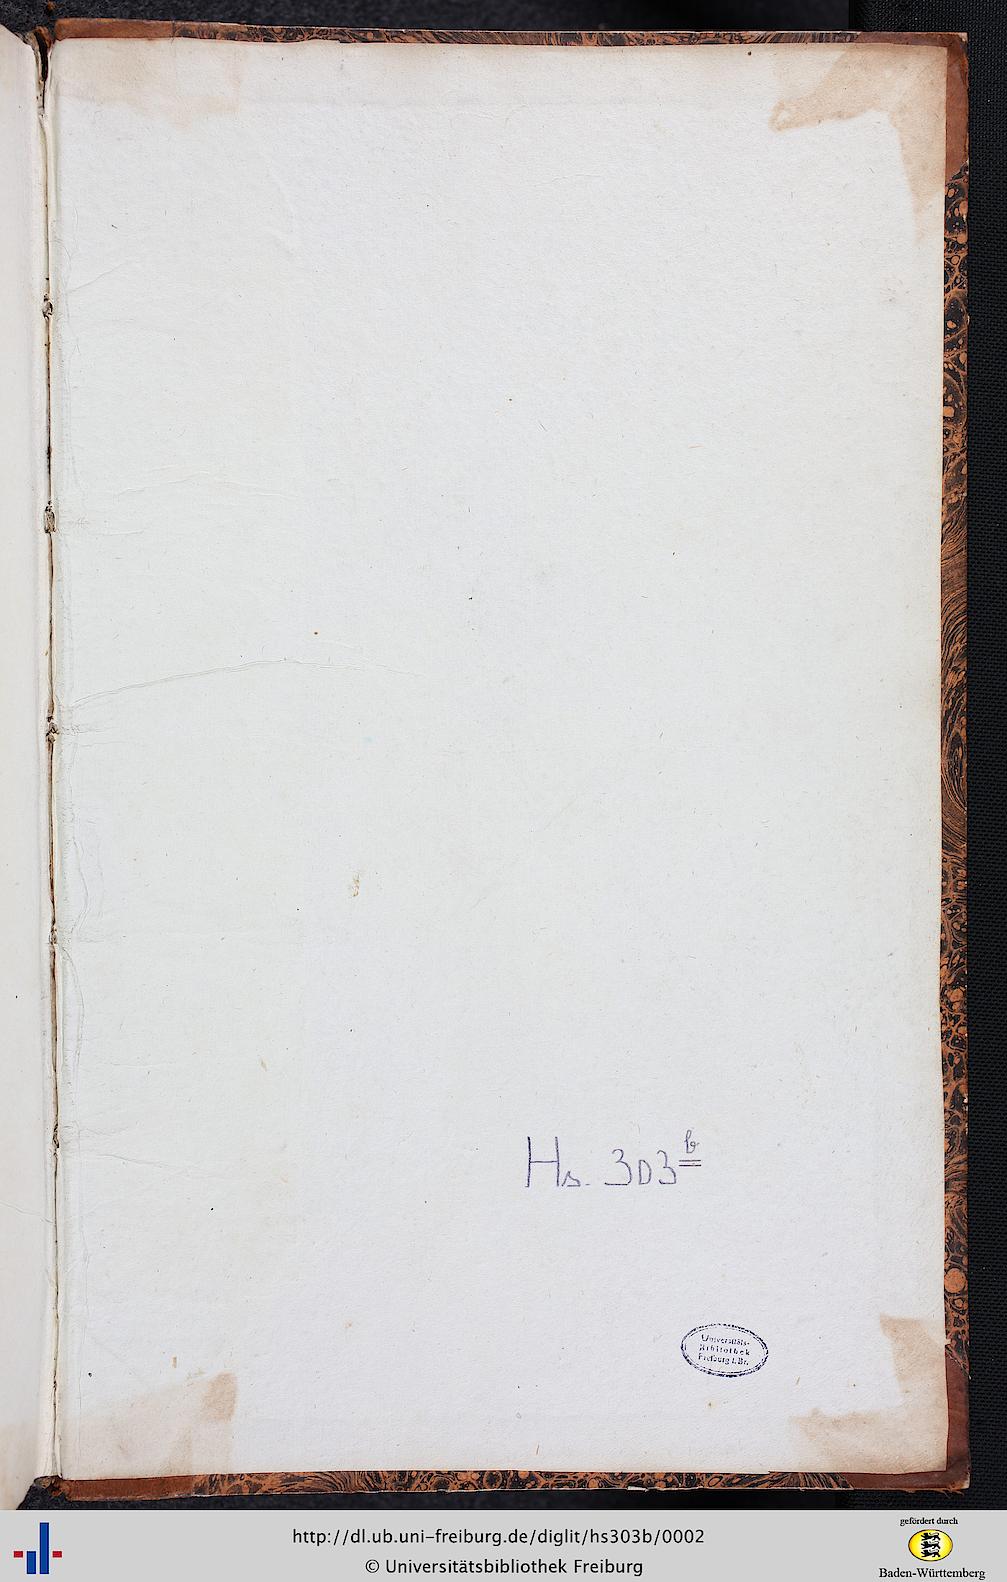 Hs. 303b
Universitäts-
Bibliothek
Freiburg i. Br.
http://dl.ub.uni-freiburg.de/diglit/hs303b/0002
© Universitätsbibliothek Freiburg
gefördert durch
Baden-Württemberg